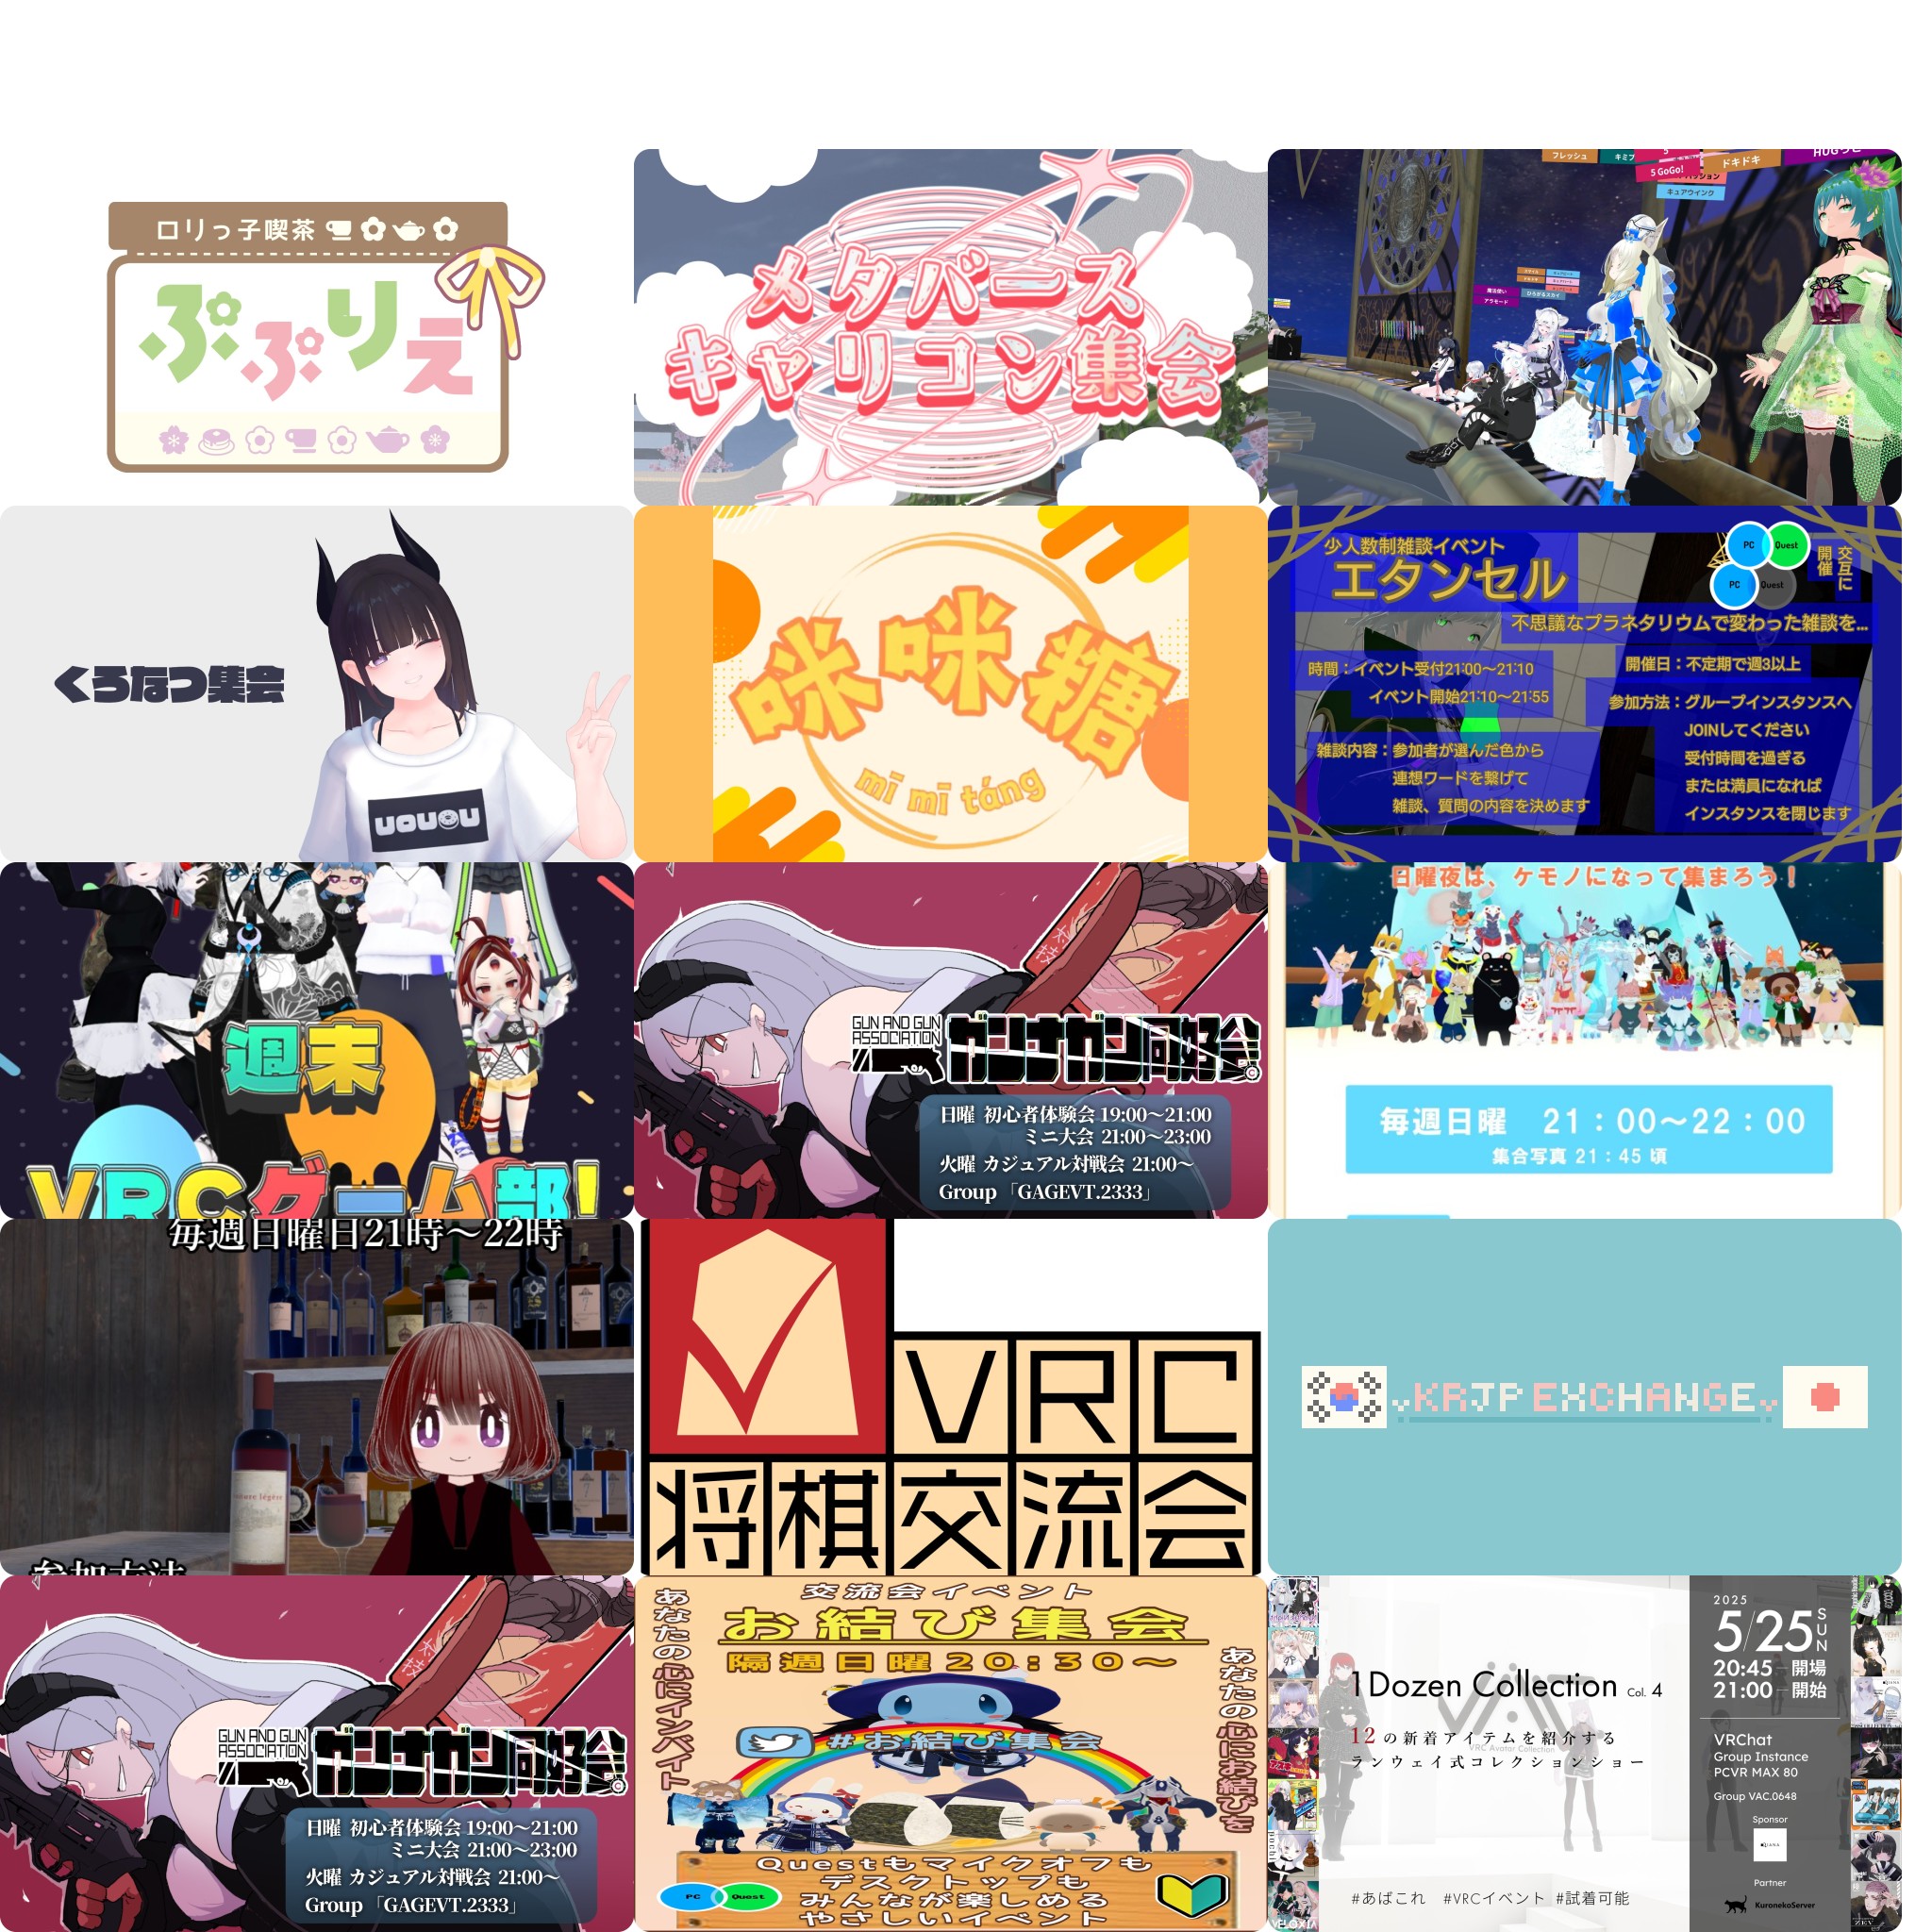 ロリっ子喫茶
ぷぷりえ
メタバース
キャリコン集会
フレッシュ
キミプ
5 GoGo!
キュアウインク
ドキドキ
HUGっと
魔法使い
アラモード
くろなつ集会
咪咪糖
mī mī táng
少人数制雑談イベント
エタンセル
PC Quest
PC Quest
交互に
開催
不思議なプラネタリウムで変わった雑談を...
時間：イベント受付21:00〜21:10
イベント開始21:10〜21:55
雑談内容：参加者が選んだ色から
連想ワードを繋げて
雑談、質問の内容を決めます
開催日：不定期で週3以上
参加方法：グループインスタンスへ
JOINしてください
受付時間を過ぎる
または満員になれば
インスタンスを閉じます
週末
VRCゲーム部!
GUN AND GUN
ASSOCIATION
ガンナガン同好会
日曜 初心者体験会 19:00〜21:00
ミニ大会 21:00〜23:00
火曜 カジュアル対戦会 21:00〜
Group「GAGEVT.2333」
日曜夜は、ケモノになって集まろう！
毎週日曜 21：00〜22：00
集合写真 21：45 頃
毎週日曜日21時〜22時
参加方法
VRC
将棋交流会
KRJP EXCHANGE
GUN AND GUN
ASSOCIATION
ガンナガン同好会
日曜 初心者体験会 19:00〜21:00
ミニ大会 21:00〜23:00
火曜 カジュアル対戦会 21:00〜
Group「GAGEVT.2333」
交流会イベント
お結び集会
隔週日曜20:30〜
あなたの心にインバイト
あなたの心にお結びを
#お結び集会
Questもマイクオフも
デスクトップも
みんなが楽しめる
やさしいイベント
PC Quest
1 Dozen Collection Col. 4
12の新着アイテムを紹介する
ランウェイ式コレクションショー
VRC Avatar Collection
#あばこれ #VRCイベント #試着可能
2025
5/25 SUN
20:45 開場
21:00 開始
VRChat
Group Instance
PCVR MAX 80
Group VAC.0648
Sponsor
Partner
KuronekoServer